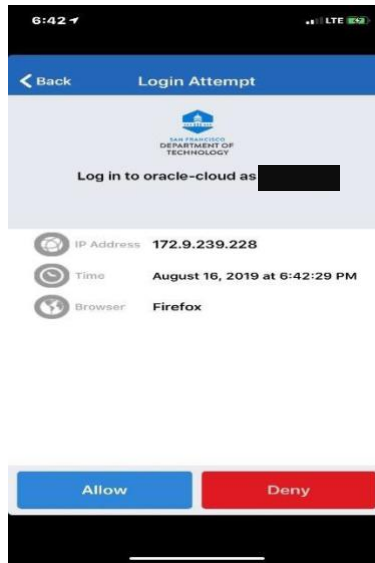 6:42
LTE
Back
Login Attempt
SAN FRANCISCO
DEPARTMENT OF
TECHNOLOGY
Log in to oracle-cloud as
IP Address 172.9.239.228
Time August 16, 2019 at 6:42:29 PM
Browser Firefox
Allow
Deny